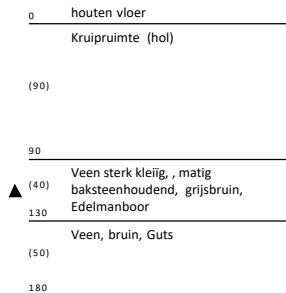 0 houten vloer
Kruipruimte (hol)
(90)
90
Veen sterk kleiïg, , matig
(40) baksteenhoudend, grijsbruin,
Edelmanboor
130
Veen, bruin, Guts
(50)
180